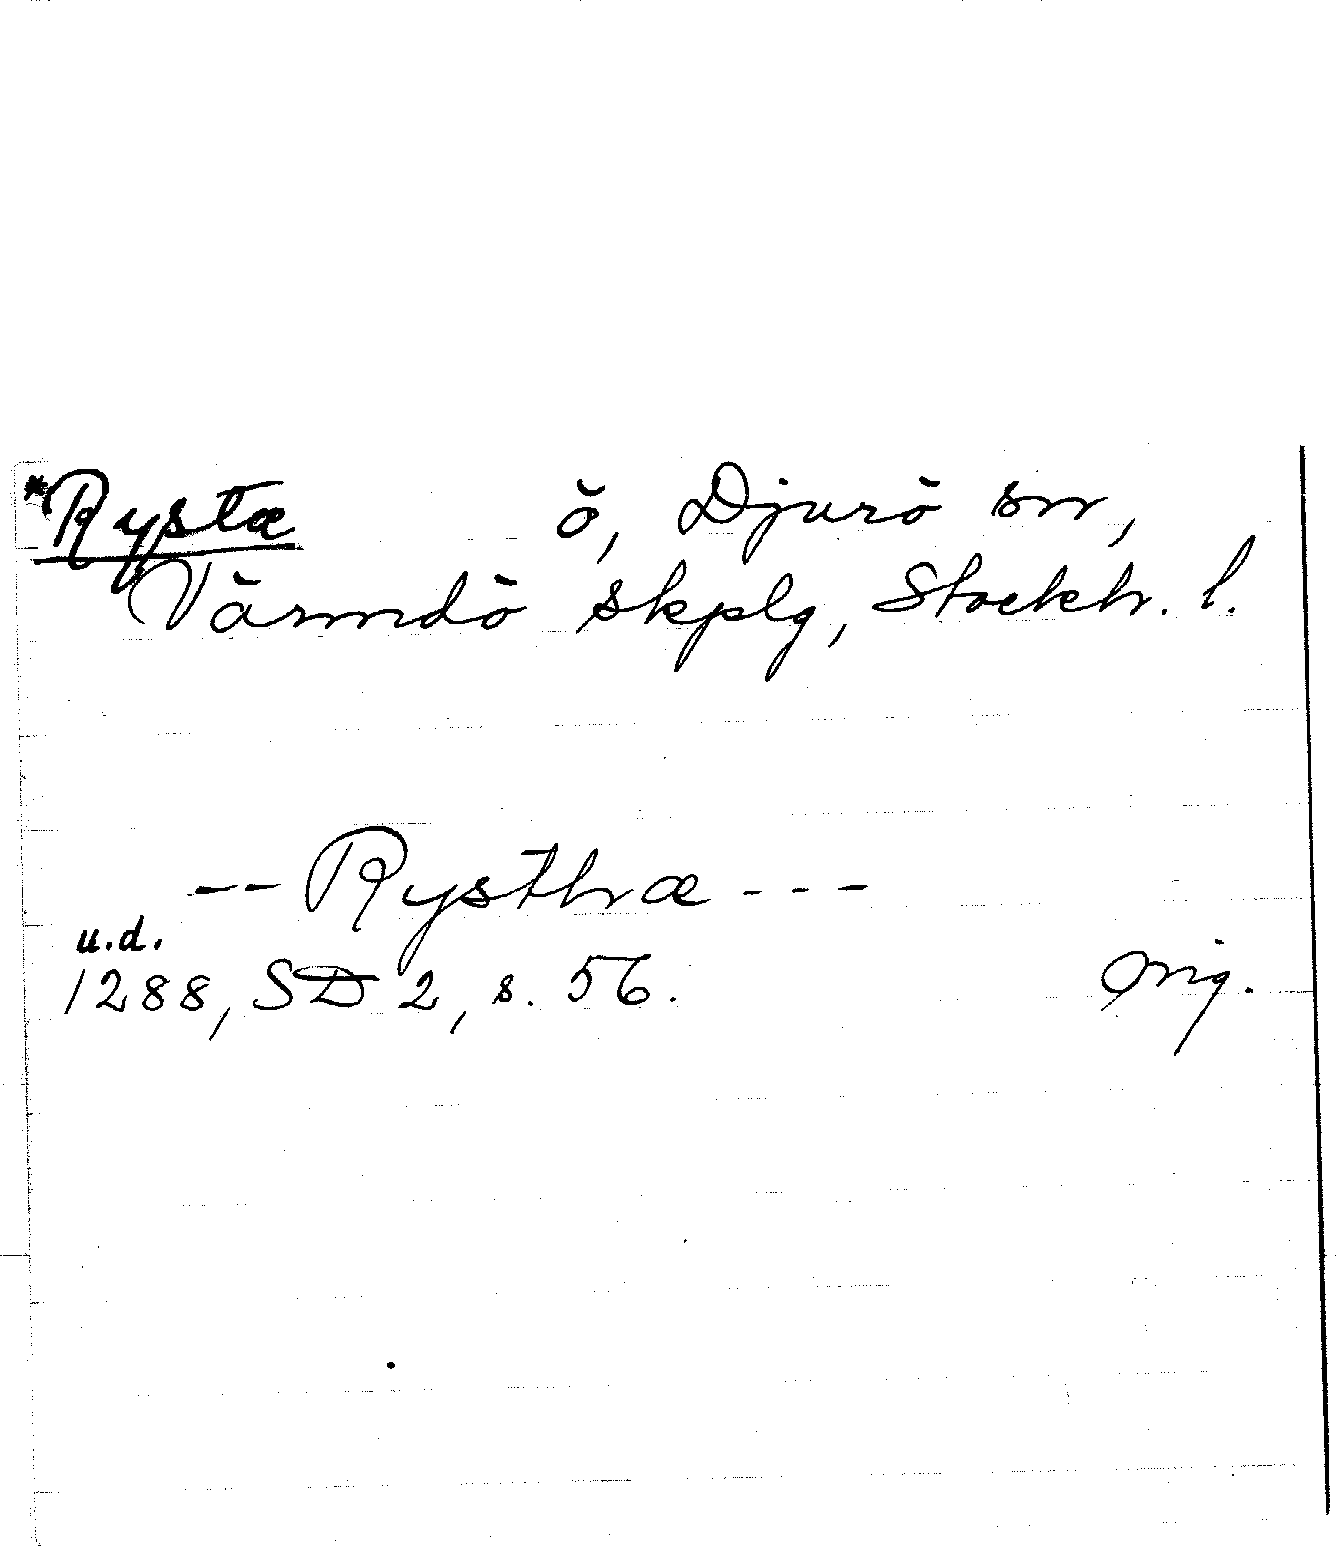 *Rystæ ö, Djurö sn,
Värmdö skplg, Stockh. l.
-- Rysthæ ---
u.d.
1288, SD 2, s. 56. orig.